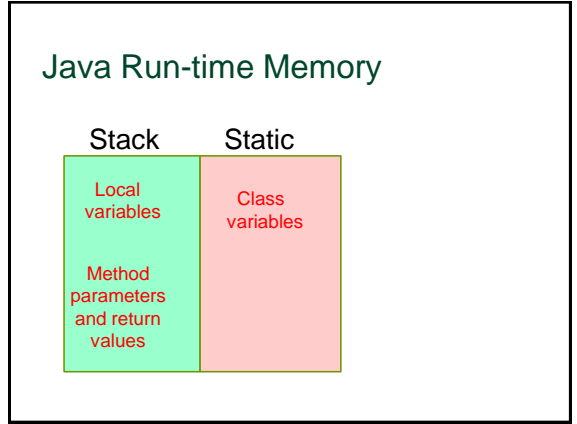 Java Run-time Memory
Stack Static
Local
variables
Method
parameters
and return
values
Class
variables